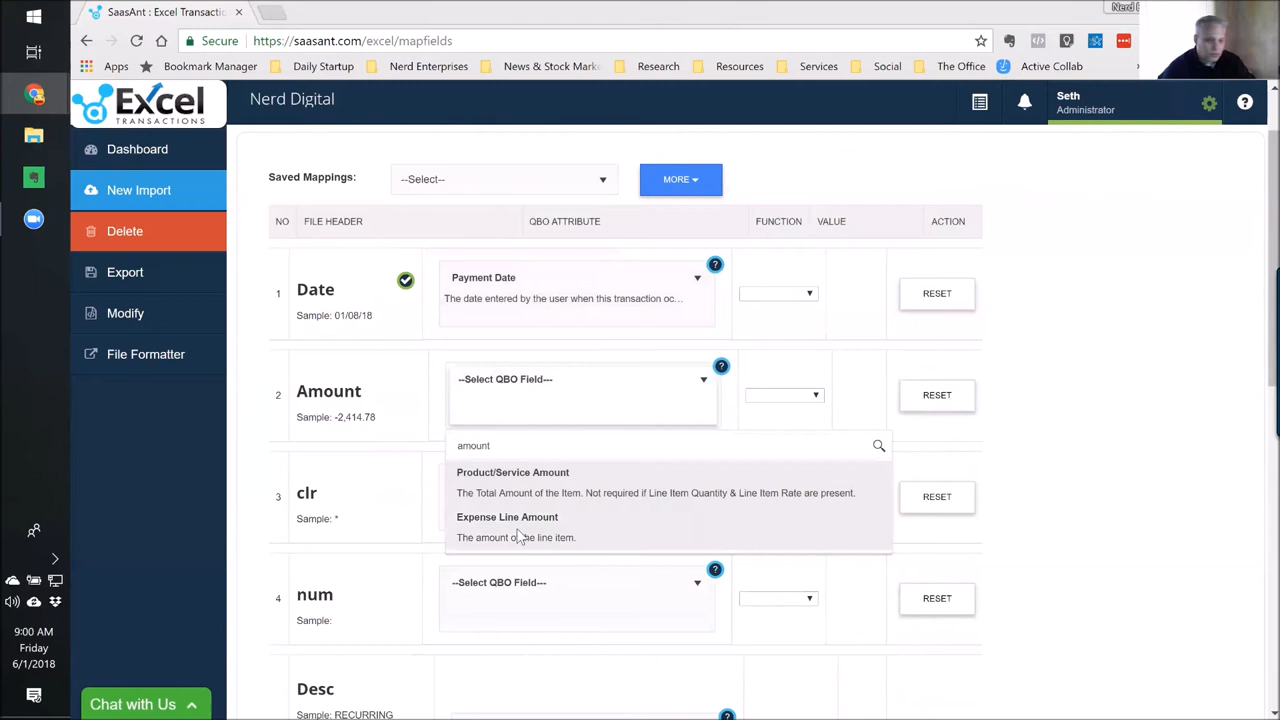 SaasAnt : Excel Transactic
Nerd
Secure
https://saasant.com/excel/mapfields
Apps
Bookmark Manager
Daily Startup
Nerd Enterprises
News & Stock Marke
Research
Resources
Services
Social
The Office
Active Collab
a Excel
TRANSACTIONS
Nerd Digital
Seth
Administrator
?
Dashboard
New Import
Delete
Export
Modify
File Formatter
Saved Mappings:
--Select--
MORE
NO
FILE HEADER
QBO ATTRIBUTE
FUNCTION
VALUE
ACTION
1
Date
Sample: 01/08/18
Payment Date
The date entered by the user when this transaction oc...
?
RESET
2
Amount
Sample: -2,414.78
--Select QBO Field---
?
RESET
amount
Product/Service Amount
The Total Amount of the Item. Not required if Line Item Quantity & Line Item Rate are present.
Expense Line Amount
The amount of the line item.
3
clr
Sample: *
RESET
4
num
Sample:
--Select QBO Field---
?
RESET
Desc
Sample: RECURRING
?
Chat with Us
9:00 AM
Friday
6/1/2018